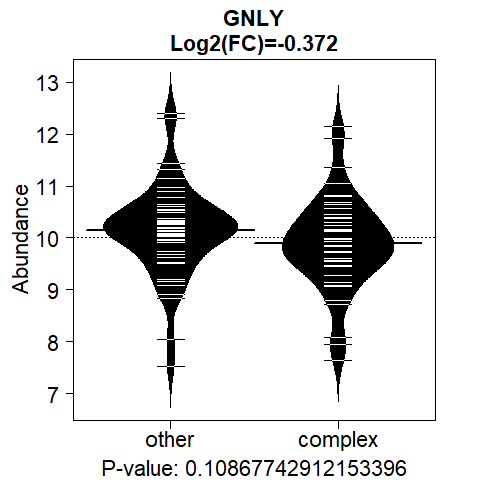 GNLY
Log2(FC)=-0.372
Abundance
13
12
11
10
9
8
7
other complex
P-value: 0.10867742912153396